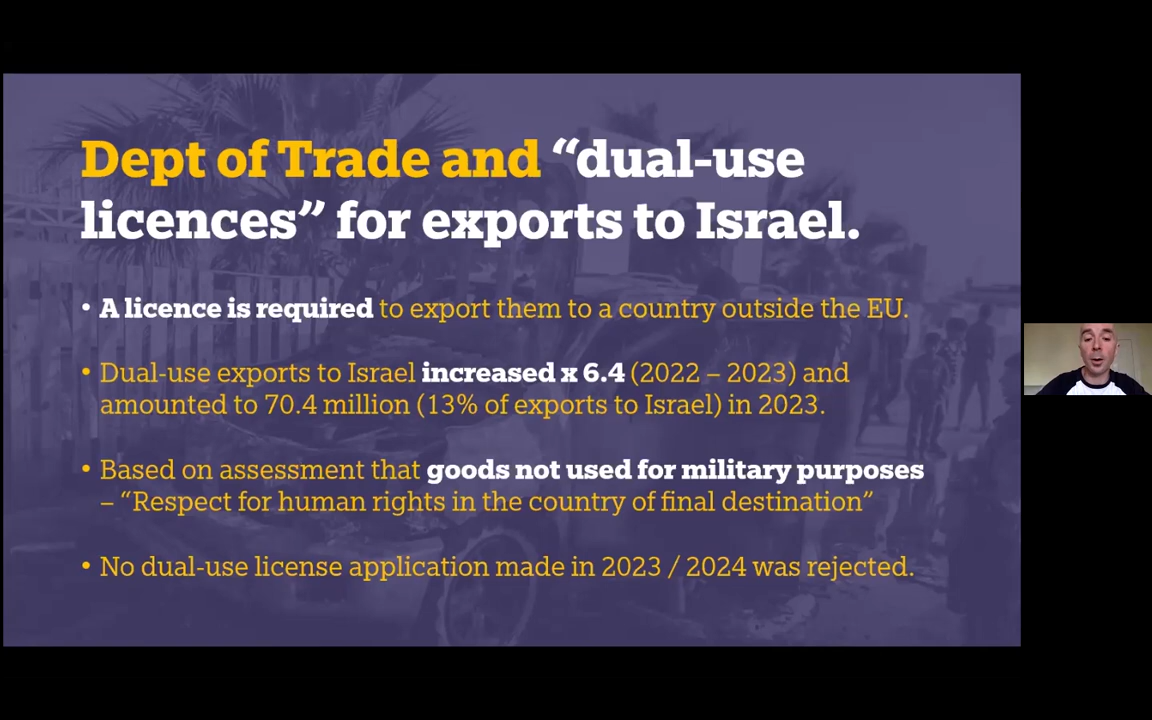 Dept of Trade and “dual-use
licences” for exports to Israel.
• A licence is required to export them to a country outside the EU.
• Dual-use exports to Israel increased x 6.4 (2022 – 2023) and
amounted to 70.4 million (13% of exports to Israel) in 2023.
• Based on assessment that goods not used for military purposes
– “Respect for human rights in the country of final destination”
• No dual-use license application made in 2023 / 2024 was rejected.